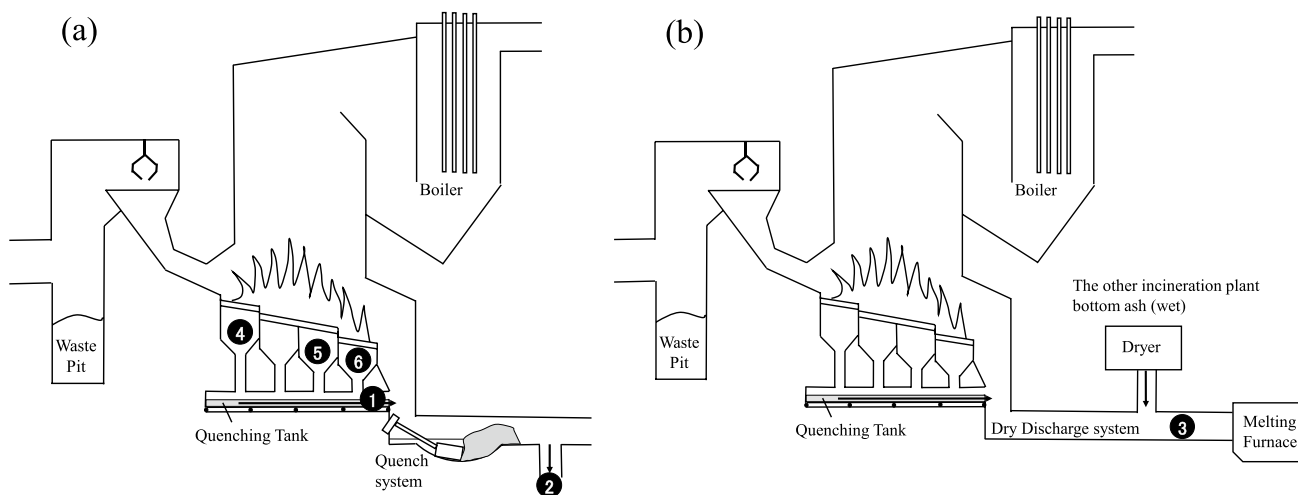 (a)
Boiler
Waste
Pit
4
5
6
1
Quenching Tank
Quench
system
2
(b)
Boiler
The other incineration plant
bottom ash (wet)
Dryer
Waste
Pit
Quenching Tank
Dry Discharge system
3
Melting
Furnace